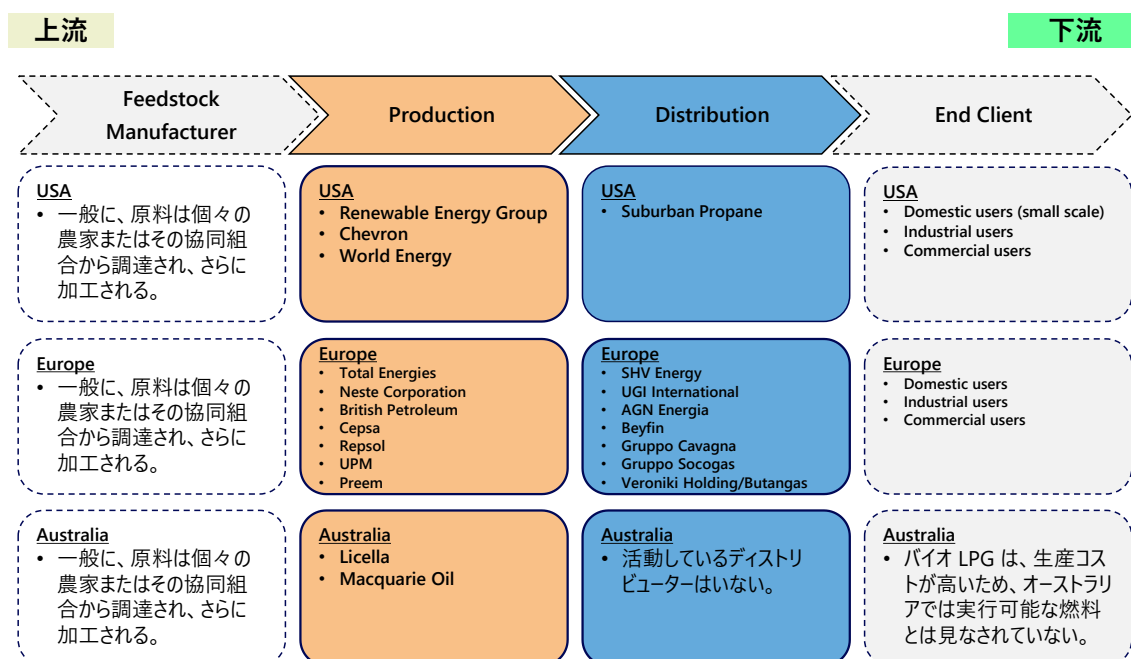 上流
下流
Feedstock
Manufacturer
Production
Distribution
End Client
USA
• 一般に、原料は個々の
農家またはその協同組
合から調達され、さらに
加工される。
USA
• Renewable Energy Group
• Chevron
• World Energy
USA
• Suburban Propane
USA
• Domestic users (small scale)
• Industrial users
• Commercial users
Europe
• 一般に、原料は個々の
農家またはその協同組
合から調達され、さらに
加工される。
Europe
• Total Energies
• Neste Corporation
• British Petroleum
• Cepsa
• Repsol
• UPM
• Preem
Europe
• SHV Energy
• UGI International
• AGN Energia
• Beyfin
• Gruppo Cavagna
• Gruppo Socogas
• Veroniki Holding/Butangas
Europe
• Domestic users
• Industrial users
• Commercial users
Australia
• 一般に、原料は個々の
農家またはその協同組
合から調達され、さらに
加工される。
Australia
• Licella
• Macquarie Oil
Australia
• 活動しているディストリ
ビューターはいない。
Australia
• バイオ LPG は、生産コス
トが高いため、オーストラリ
アでは実行可能な燃料
とは見なされていない。